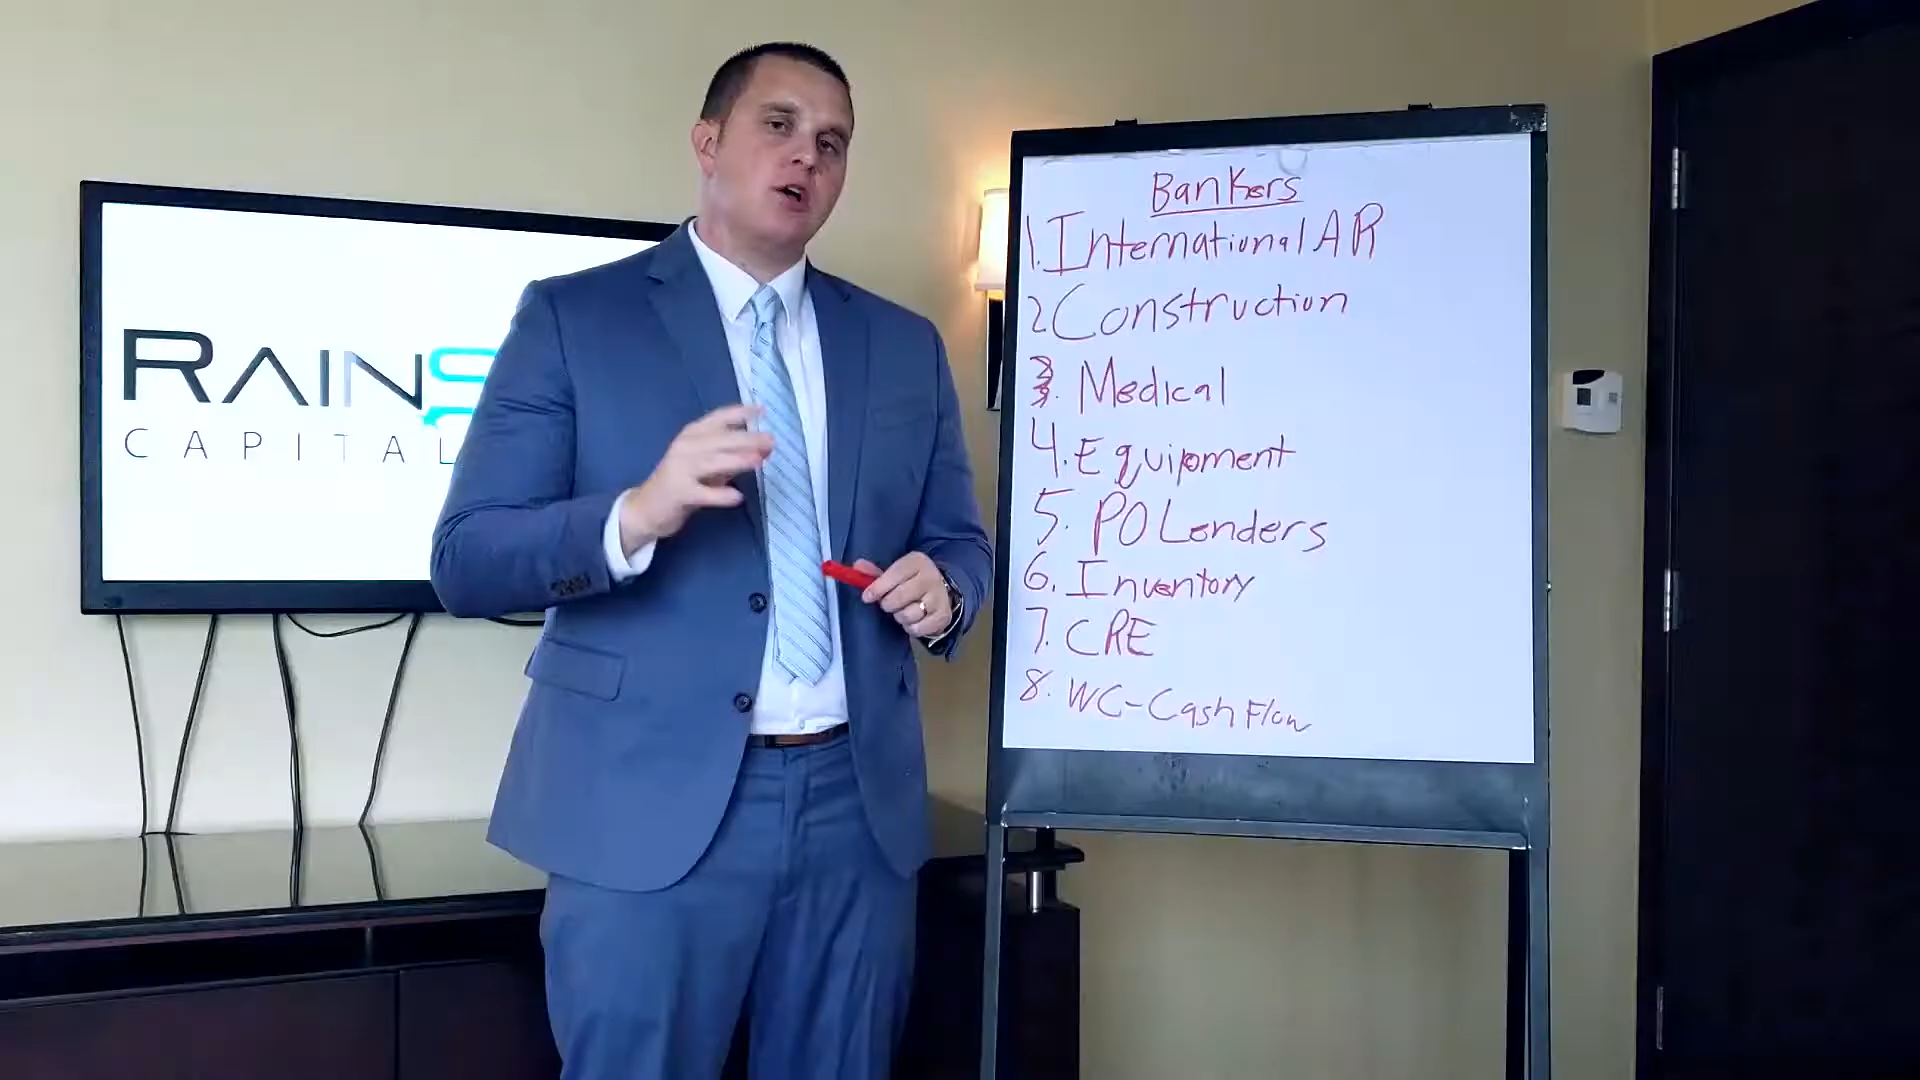 RAINS
CAPITAL
Bankers
1. International AR
2 Construction
3. Medical
4. Equipment
5. PO Lenders
6. Inventory
7. CRE
8. WC-Cash Flow